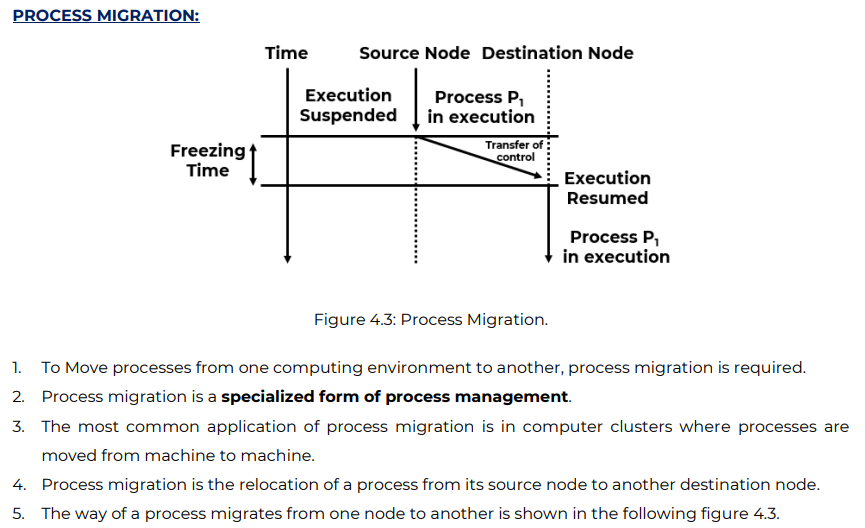 PROCESS MIGRATION:
Time Source Node Destination Node
Execution
Suspended
Process P₁
in execution
Freezing
Time
Transfer of
control
Execution
Resumed
Process P₁
in execution
Figure 4.3: Process Migration.
1. To Move processes from one computing environment to another, process migration is required.
2. Process migration is a specialized form of process management.
3. The most common application of process migration is in computer clusters where processes are
moved from machine to machine.
4. Process migration is the relocation of a process from its source node to another destination node.
5. The way of a process migrates from one node to another is shown in the following figure 4.3.